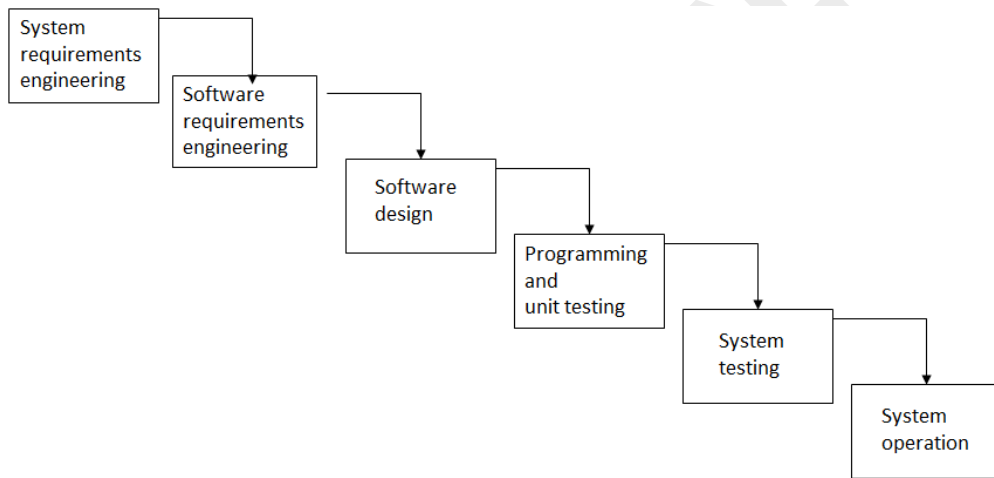 System
requirements
engineering
Software
requirements
engineering
Software
design
Programming
and
unit testing
System
testing
System
operation